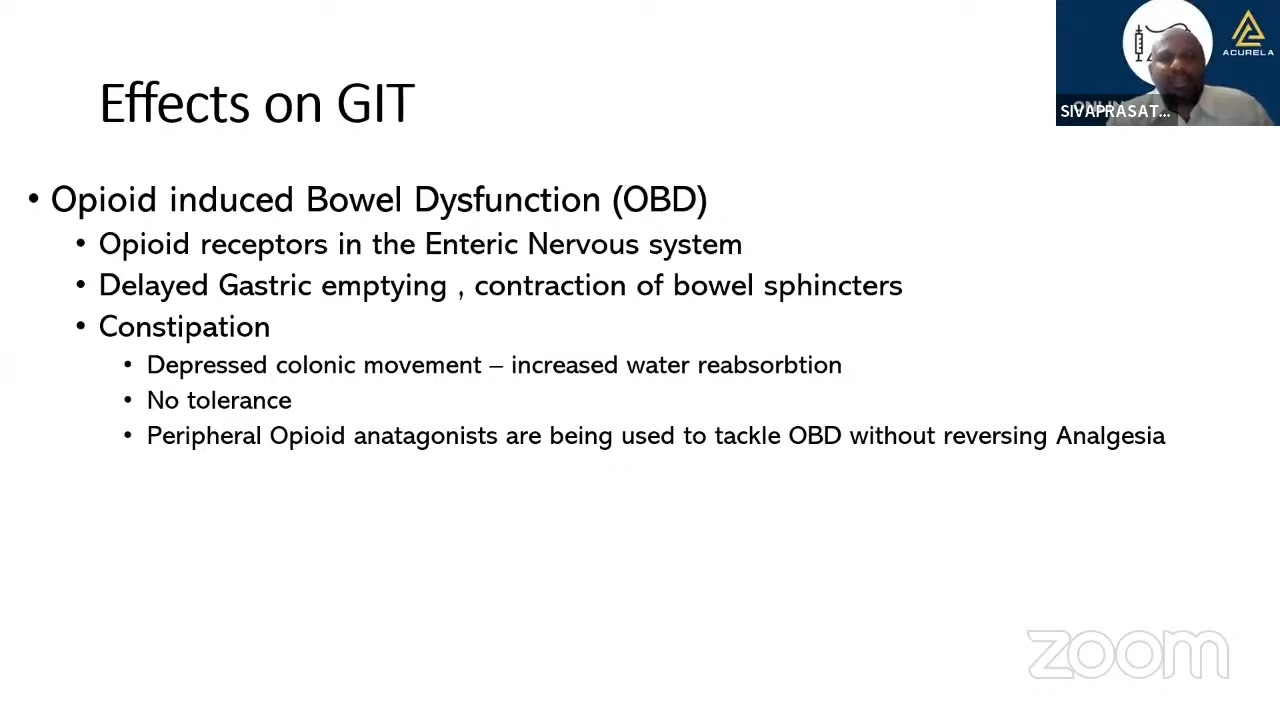 ACURELA
SIVAPRASAT...
Effects on GIT
• Opioid induced Bowel Dysfunction (OBD)
• Opioid receptors in the Enteric Nervous system
• Delayed Gastric emptying , contraction of bowel sphincters
• Constipation
• Depressed colonic movement – increased water reabsorbtion
• No tolerance
• Peripheral Opioid anatagonists are being used to tackle OBD without reversing Analgesia
zoom